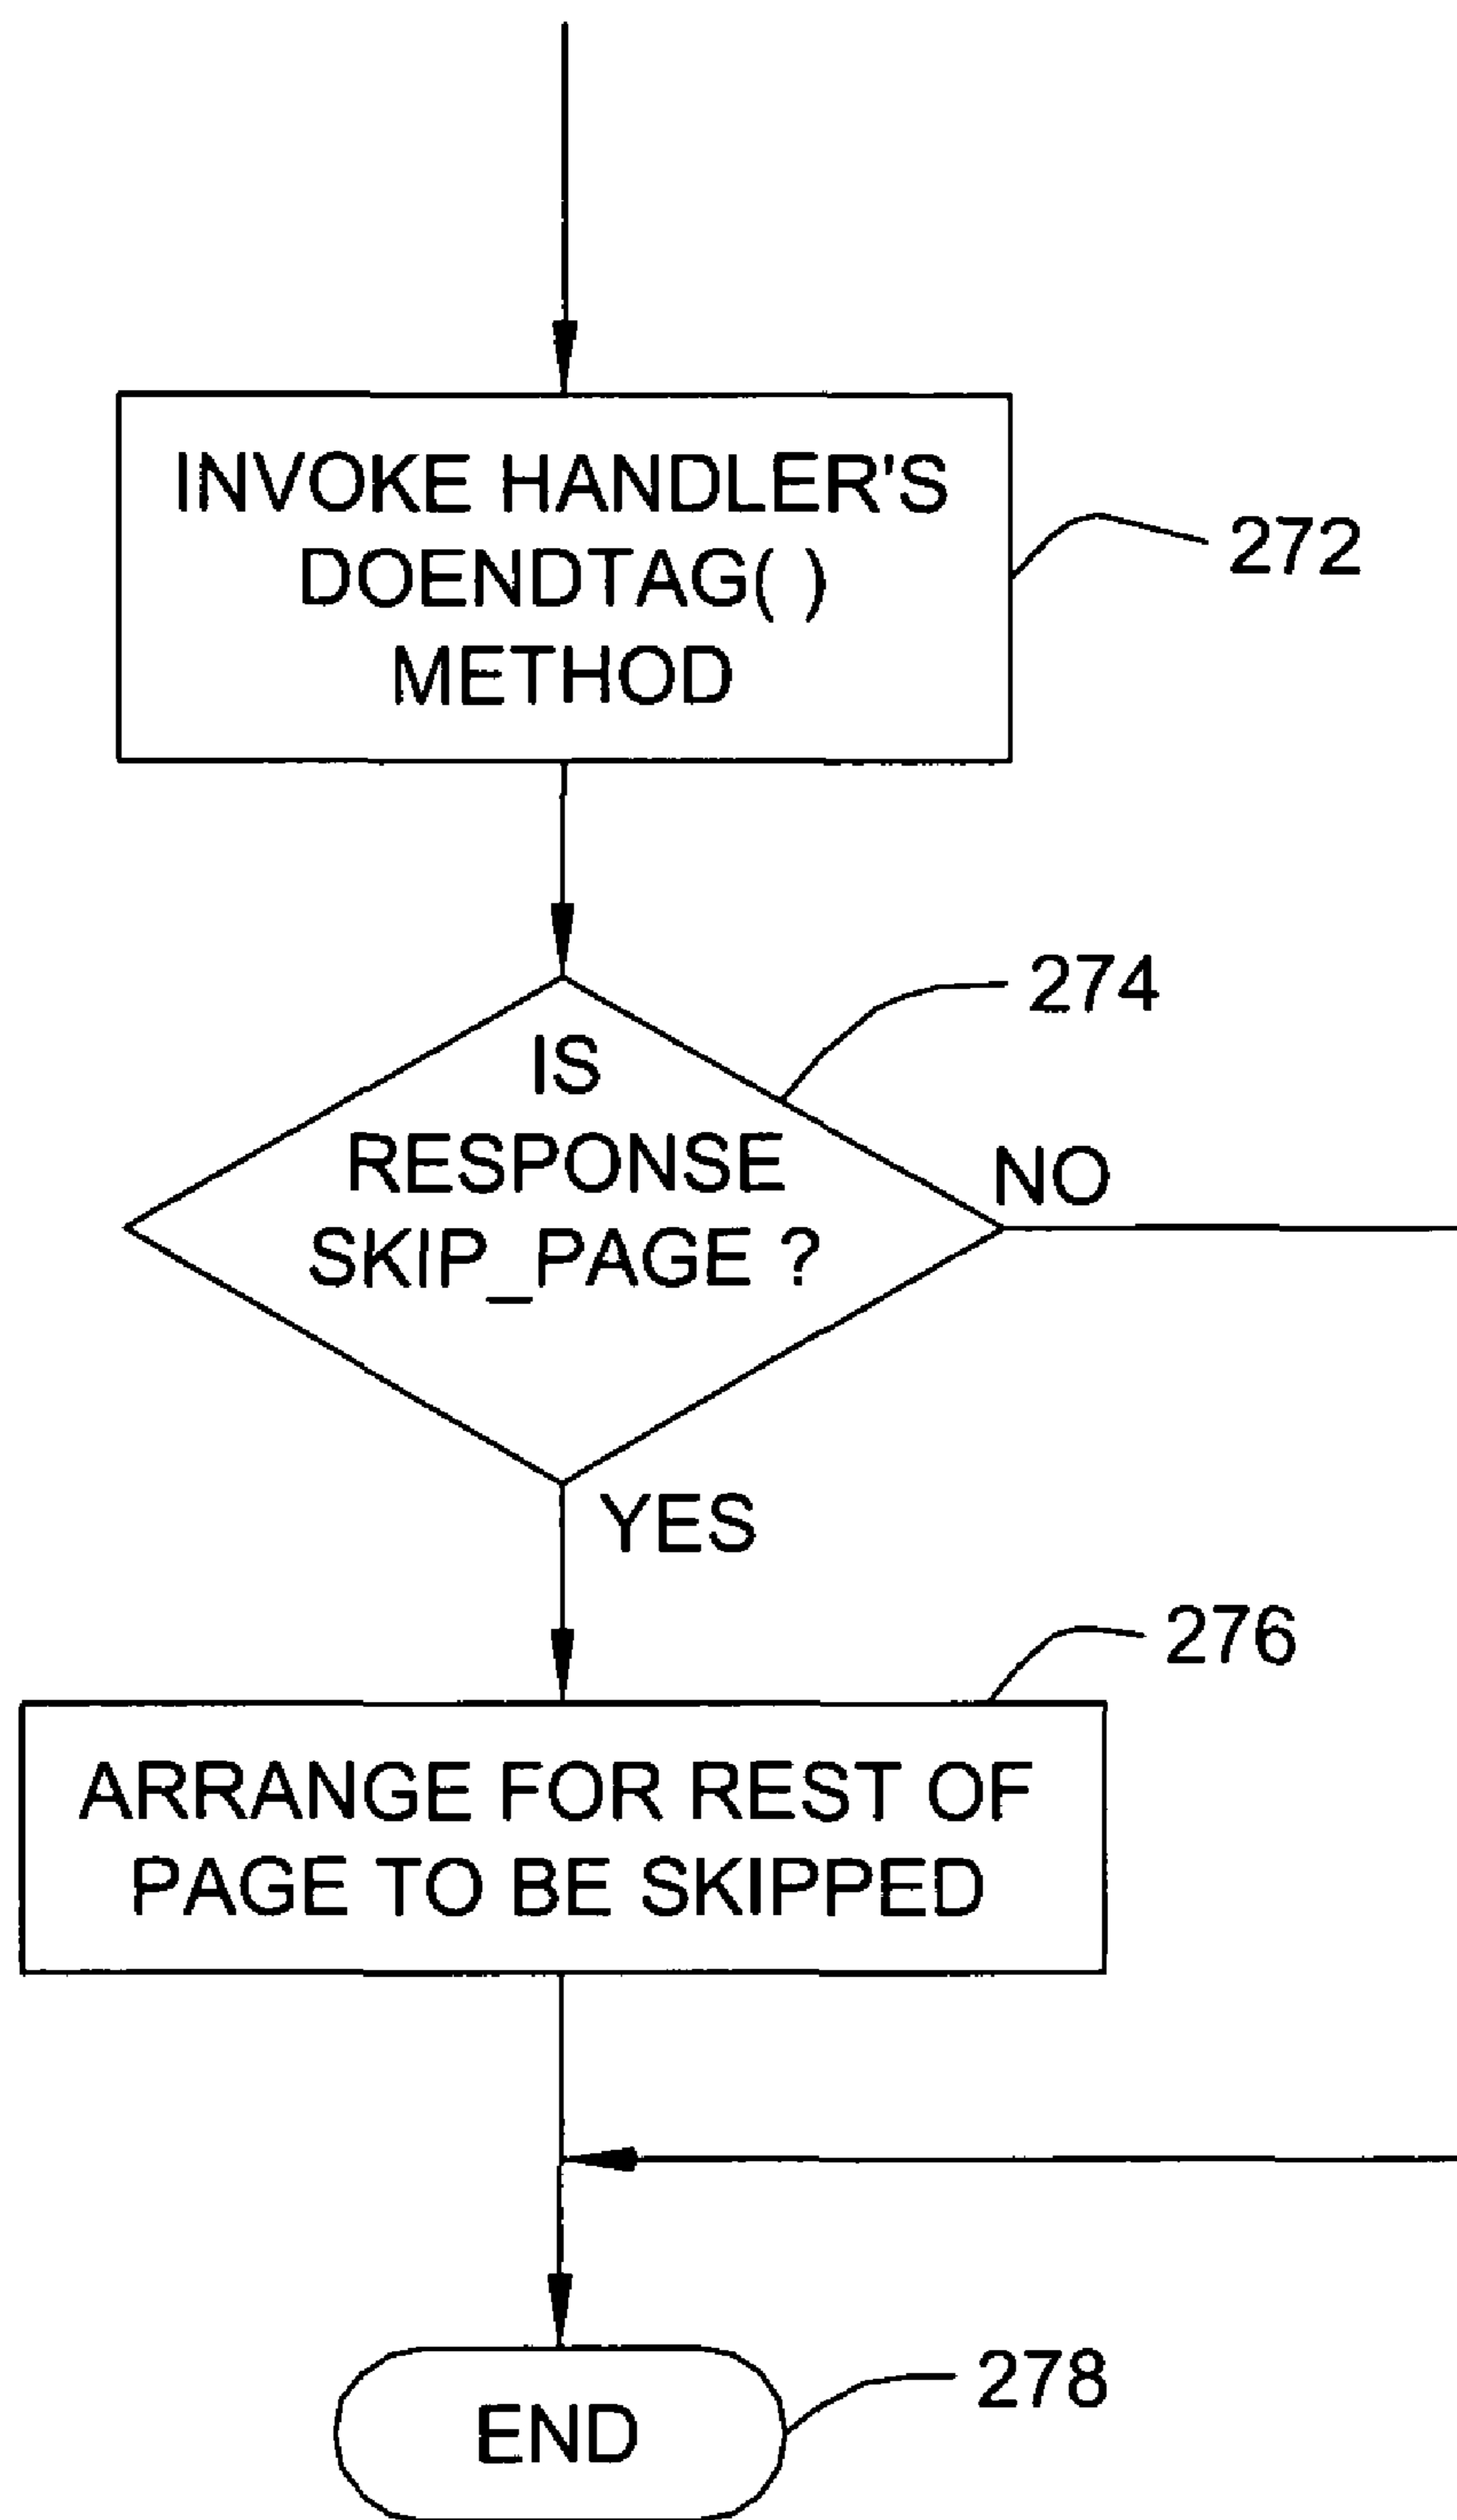 INVOKE HANDLER'S
DOENDTAG( )
METHOD
272
274
IS
RESPONSE
SKIP_PAGE ?
NO
YES
276
ARRANGE FOR REST OF
PAGE TO BE SKIPPED
278
END